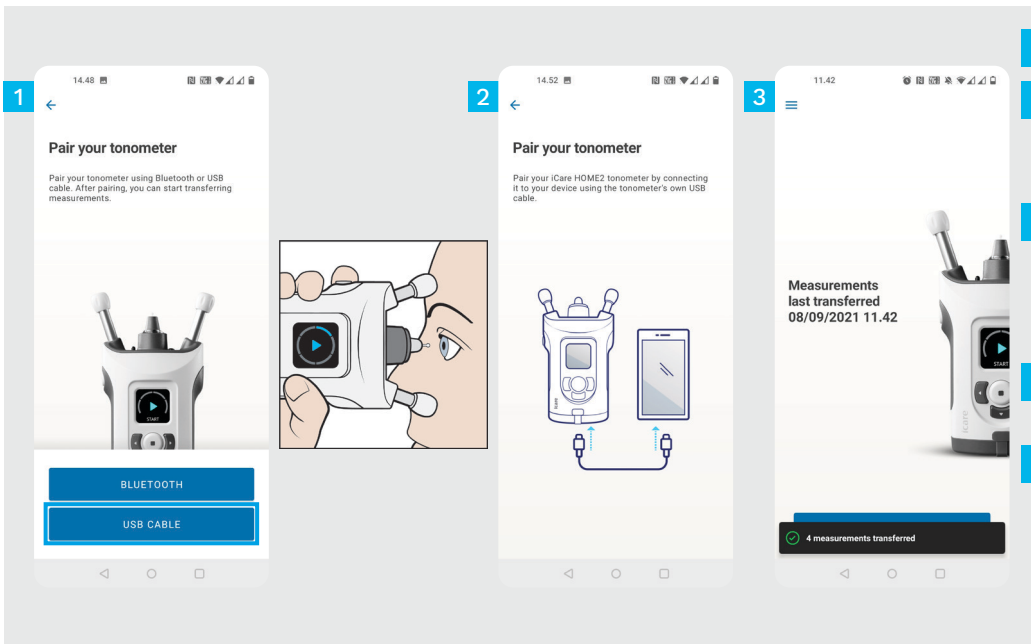 1
14.48
Pair your tonometer
Pair your tonometer using Bluetooth or USB
cable. After pairing, you can start transferring
measurements.
START
BLUETOOTH
USB CABLE
2
14.52
Pair your tonometer
Pair your iCare HOME2 tonometer by connecting
it to your device using the tonometer's own USB
cable.
icare
3
11.42
Measurements
last transferred
08/09/2021 11.42
START
icare
4 measurements transferred